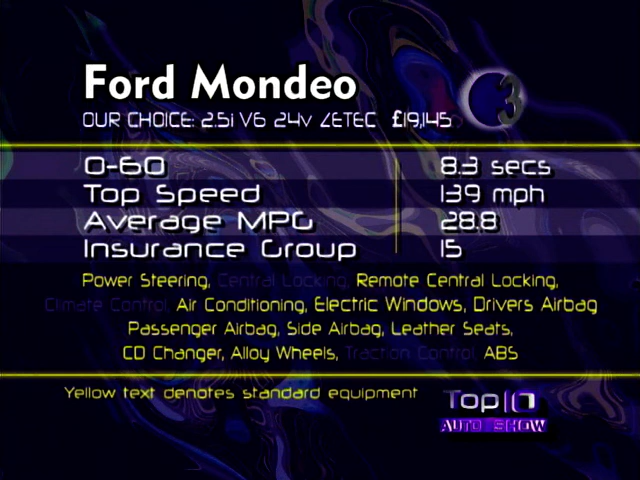 Ford Mondeo
3
OUR CHOICE: 2.5i V6 24v ZETEC £19,145
0-60 8.3 secs
Top Speed 139 mph
Average MPG 28.8
Insurance Group 15
Power Steering, Central Locking, Remote Central Locking,
Climate Control, Air Conditioning, Electric Windows, Drivers Airbag
Passenger Airbag, Side Airbag, Leather Seats,
CD Changer, Alloy Wheels, Traction Control, ABS
Yellow text denotes standard equipment
Top 10
AUTO SHOW